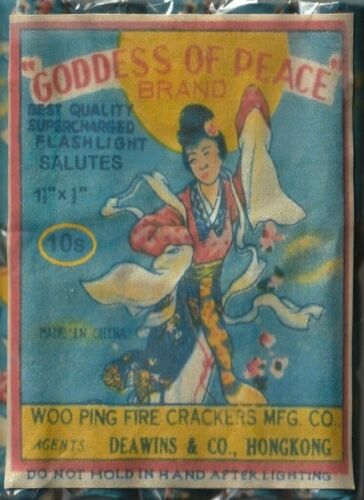 "GODDESS OF PEACE"
BRAND
BEST QUALITY
SUPERCHARGED
FLASHLIGHT
SALUTES
1½" x ½"
10s
MADE IN CHINA
WOO PING FIRE CRACKERS MFG. CO.
AGENTS. DEAWINS & CO., HONGKONG
DO NOT HOLD IN HAND AFTER LIGHTING